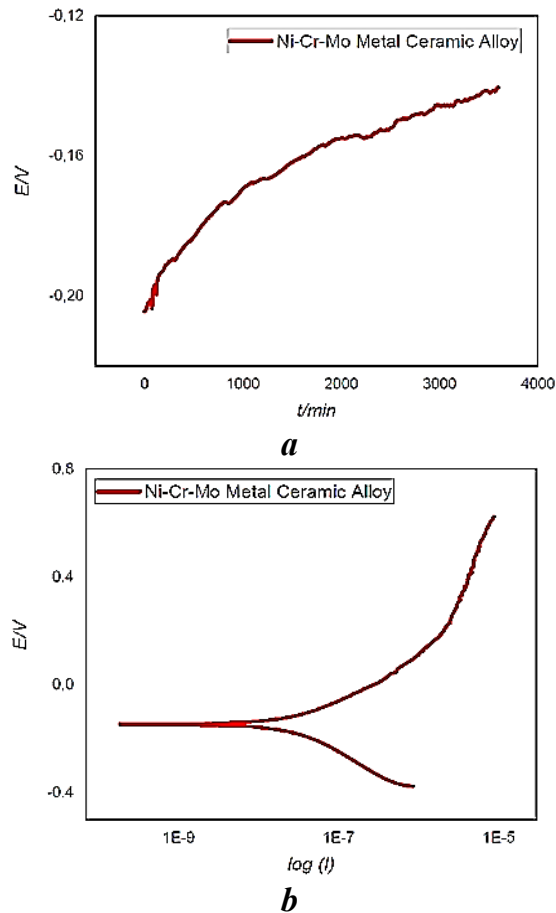 -0,12
Ni-Cr-Mo Metal Ceramic Alloy
-0,16
E/V
-0,20
0 1000 2000 3000 4000
t/min
a
0.8
Ni-Cr-Mo Metal Ceramic Alloy
0.4
E/V
0.0
-0.4
1E-9 1E-7 1E-5
log (I)
b